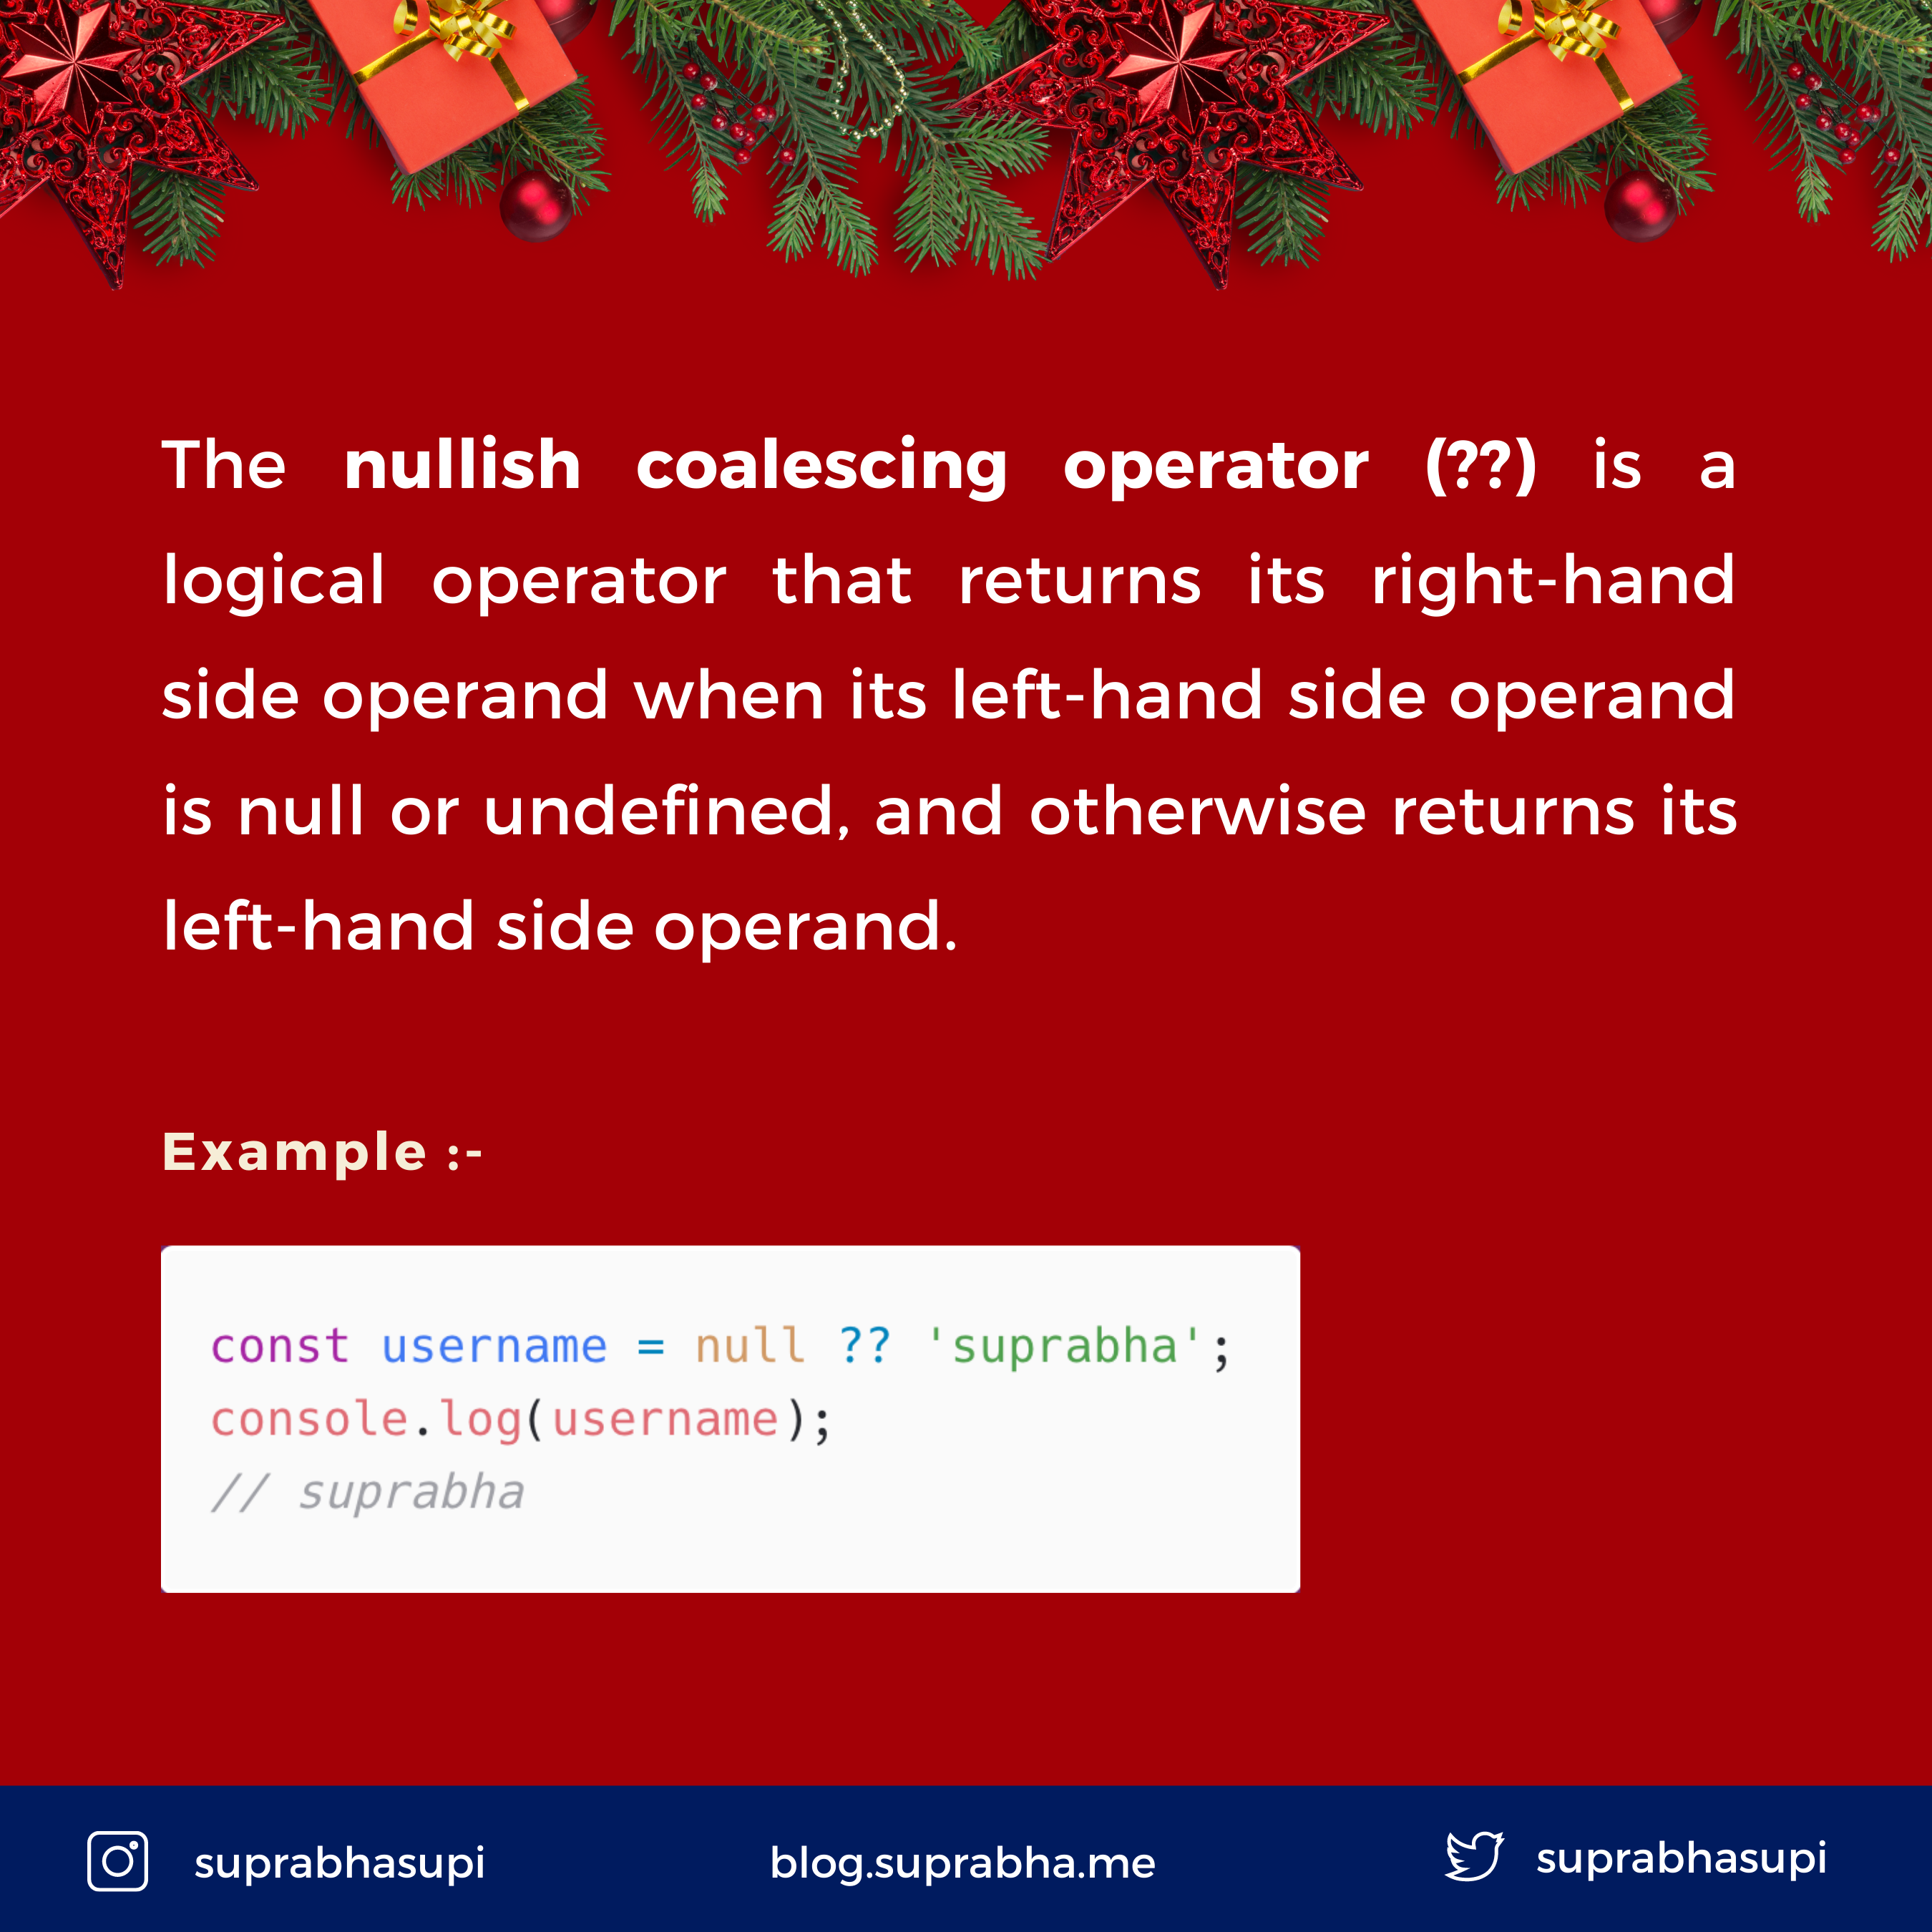 The nullish coalescing operator (??) is a
logical operator that returns its right-hand
side operand when its left-hand side operand
is null or undefined, and otherwise returns its
left-hand side operand.
Example :-
const username = null ?? 'suprabha';
console.log(username);
// suprabha
suprabhasupi
blog.suprabha.me
suprabhasupi